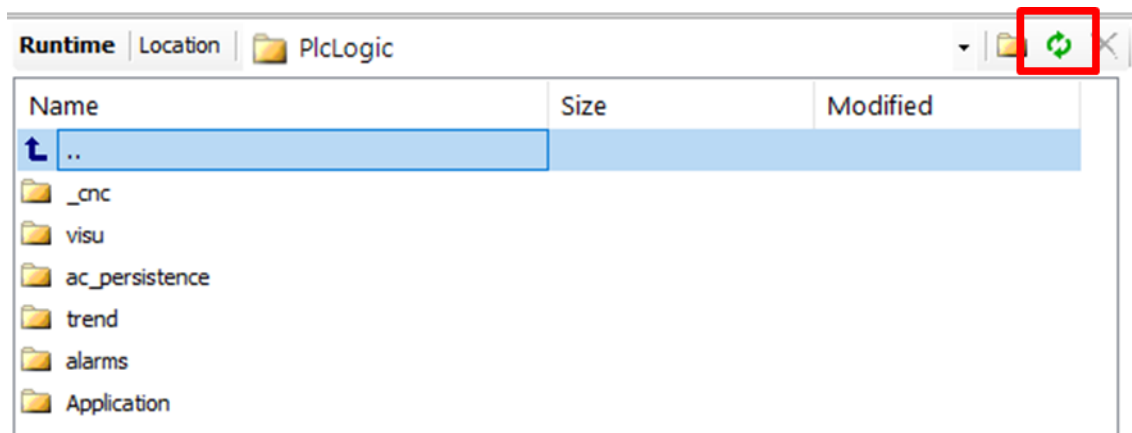 Runtime Location PlcLogic
Name Size Modified
..
_cnc
visu
ac_persistence
trend
alarms
Application